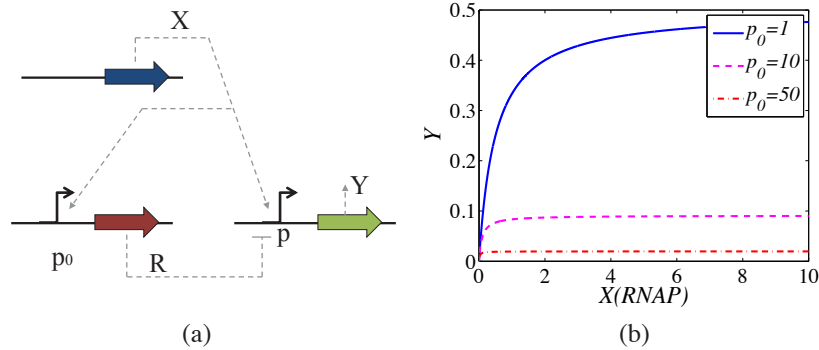 X
Y
p₀
R
p
(a)
0.5
0.4
0.3
0.2
0.1
0
Y
p₀=1
p₀=10
p₀=50
0 2 4 6 8 10
X(RNAP)
(b)